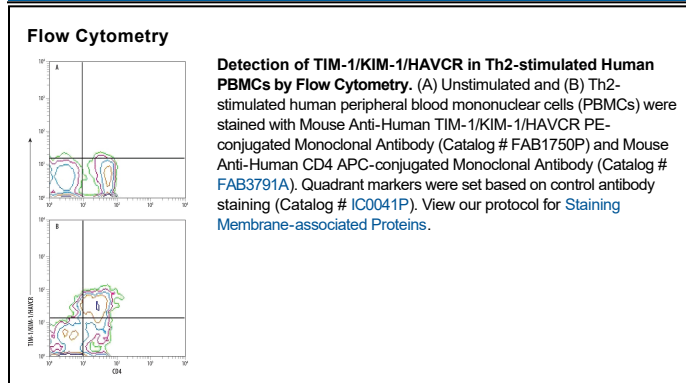 Flow Cytometry
Detection of TIM-1/KIM-1/HAVCR in Th2-stimulated Human
PBMCs by Flow Cytometry. (A) Unstimulated and (B) Th2-
stimulated human peripheral blood mononuclear cells (PBMCs) were
stained with Mouse Anti-Human TIM-1/KIM-1/HAVCR PE-
conjugated Monoclonal Antibody (Catalog # FAB1750P) and Mouse
Anti-Human CD4 APC-conjugated Monoclonal Antibody (Catalog #
FAB3791A). Quadrant markers were set based on control antibody
staining (Catalog # IC0041P). View our protocol for Staining
Membrane-associated Proteins.
A
B
TIM-1/KIM-1/HAVCR
CD4